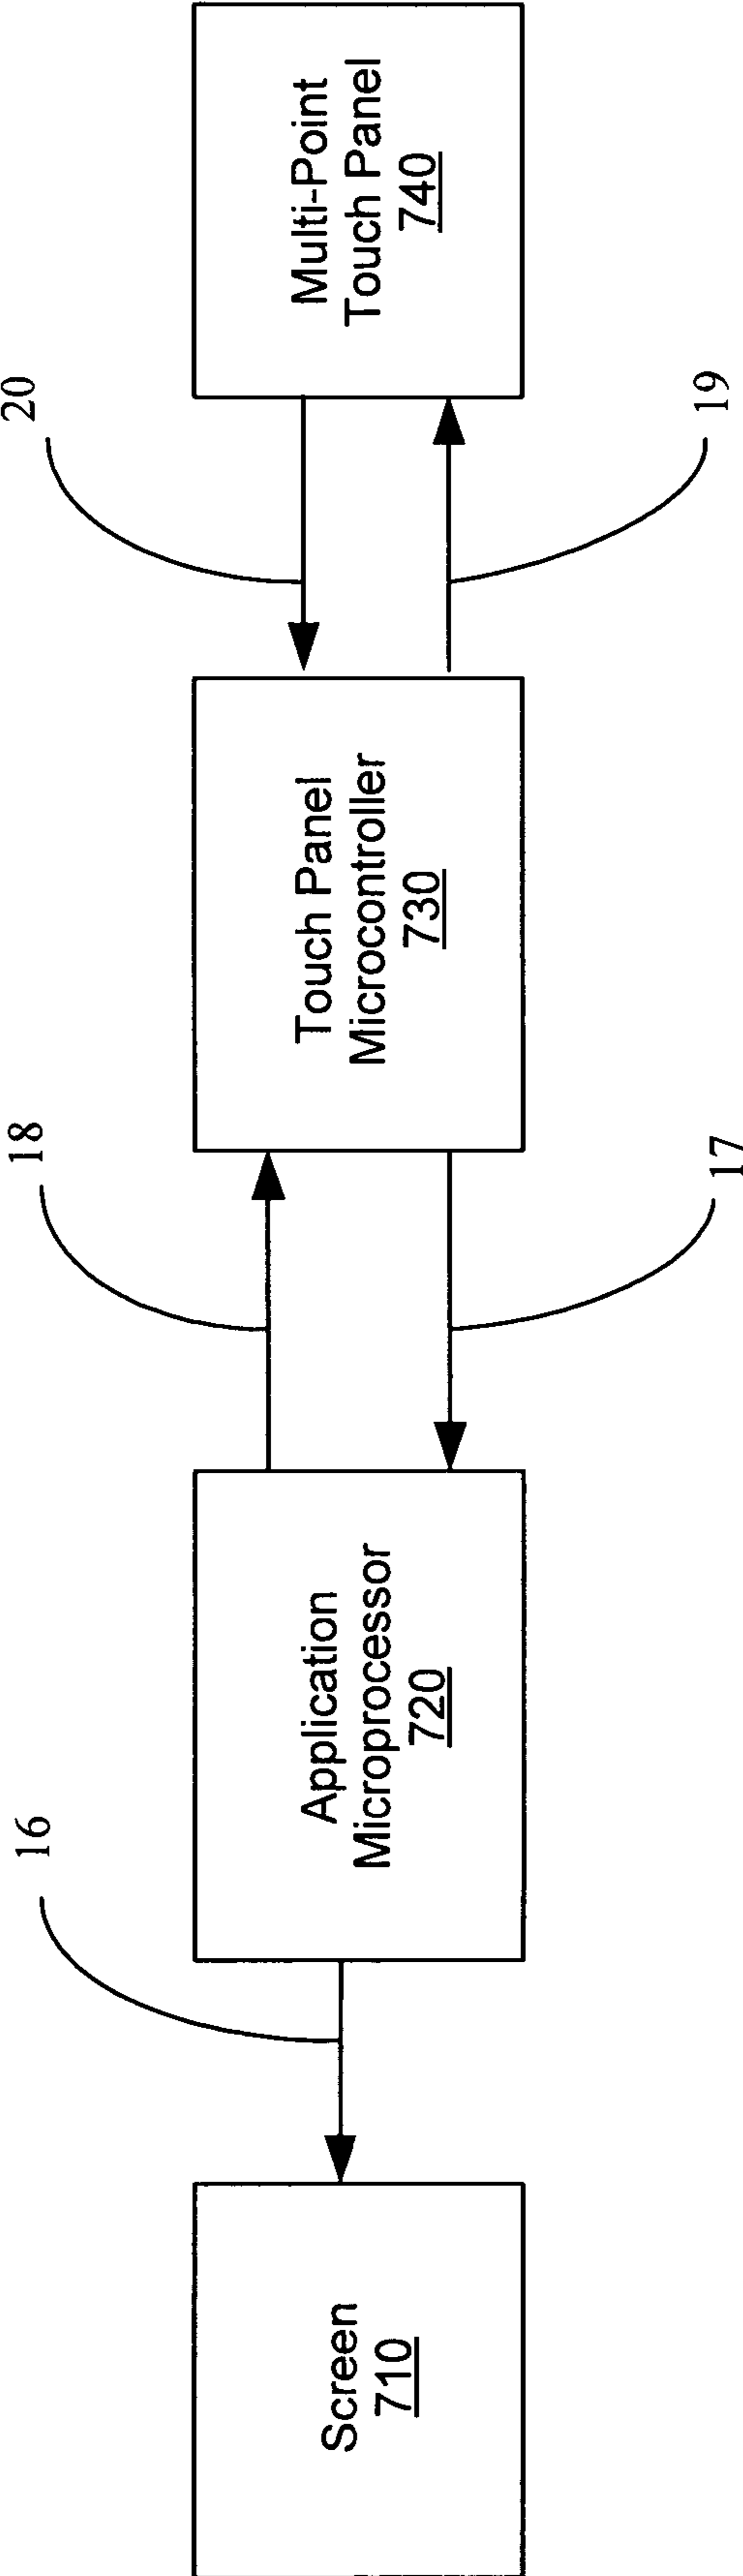 16
18
20
Screen
710
Application
Microprocessor
720
Touch Panel
Microcontroller
730
Multi-Point
Touch Panel
740
17
19